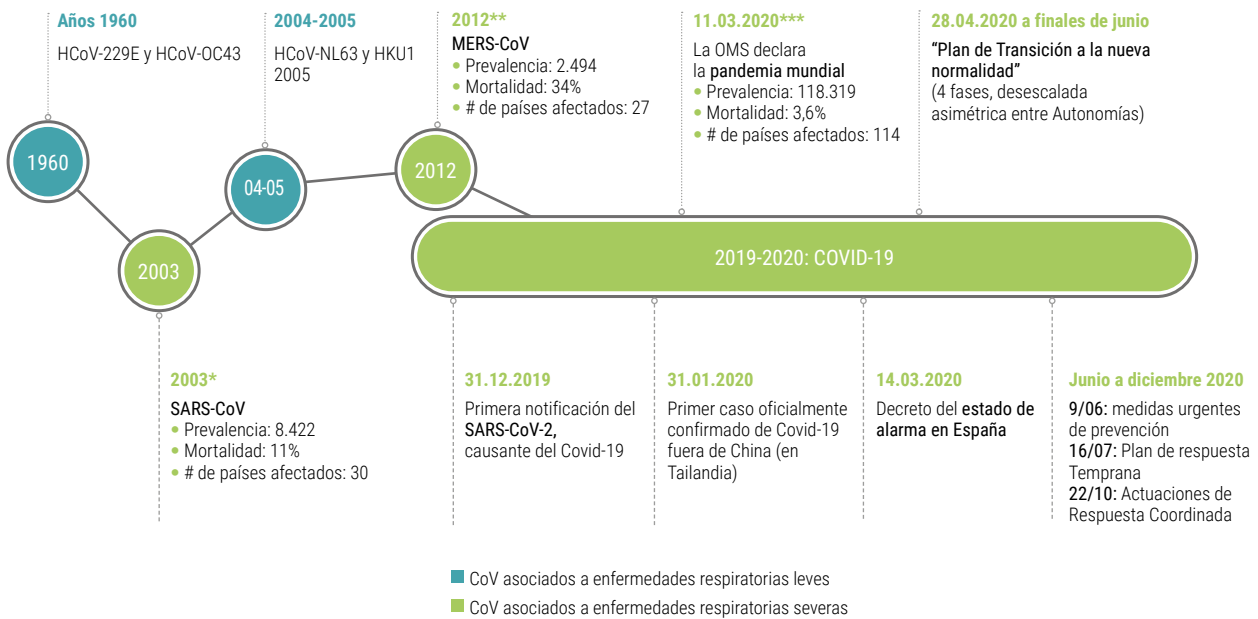 Años 1960
HCoV-229E y HCoV-OC43
2004-2005
HCoV-NL63 y HKU1
2005
2012**
MERS-CoV
• Prevalencia: 2.494
• Mortalidad: 34%
• # de países afectados: 27
11.03.2020***
La OMS declara
la pandemia mundial
• Prevalencia: 118.319
• Mortalidad: 3,6%
• # de países afectados: 114
28.04.2020 a finales de junio
“Plan de Transición a la nueva
normalidad”
(4 fases, desescalada
asimétrica entre Autonomías)
1960
2003
04-05
2012
2019-2020: COVID-19
2003*
SARS-CoV
• Prevalencia: 8.422
• Mortalidad: 11%
• # de países afectados: 30
31.12.2019
Primera notificación del
SARS-CoV-2,
causante del Covid-19
31.01.2020
Primer caso oficialmente
confirmado de Covid-19
fuera de China (en
Tailandia)
14.03.2020
Decreto del estado de
alarma en España
Junio a diciembre 2020
9/06: medidas urgentes
de prevención
16/07: Plan de respuesta
Temprana
22/10: Actuaciones de
Respuesta Coordinada
CoV asociados a enfermedades respiratorias leves
CoV asociados a enfermedades respiratorias severas